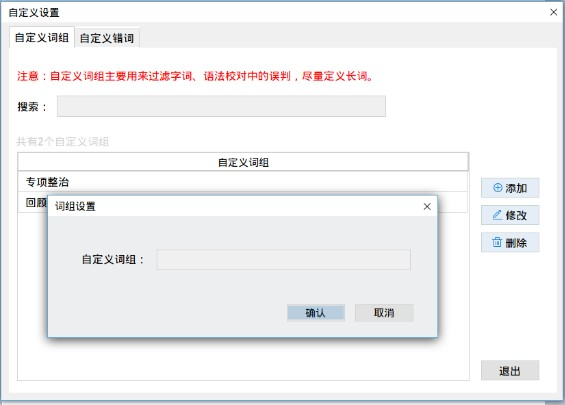 自定义设置
自定义词组 自定义错词
注意：自定义词组主要用来过滤字词、语法校对中的误判，尽量定义长词。
搜索：
共有2个自定义词组
自定义词组
专项整治
回顾
添加
修改
删除
词组设置
自定义词组：
确认 取消
退出